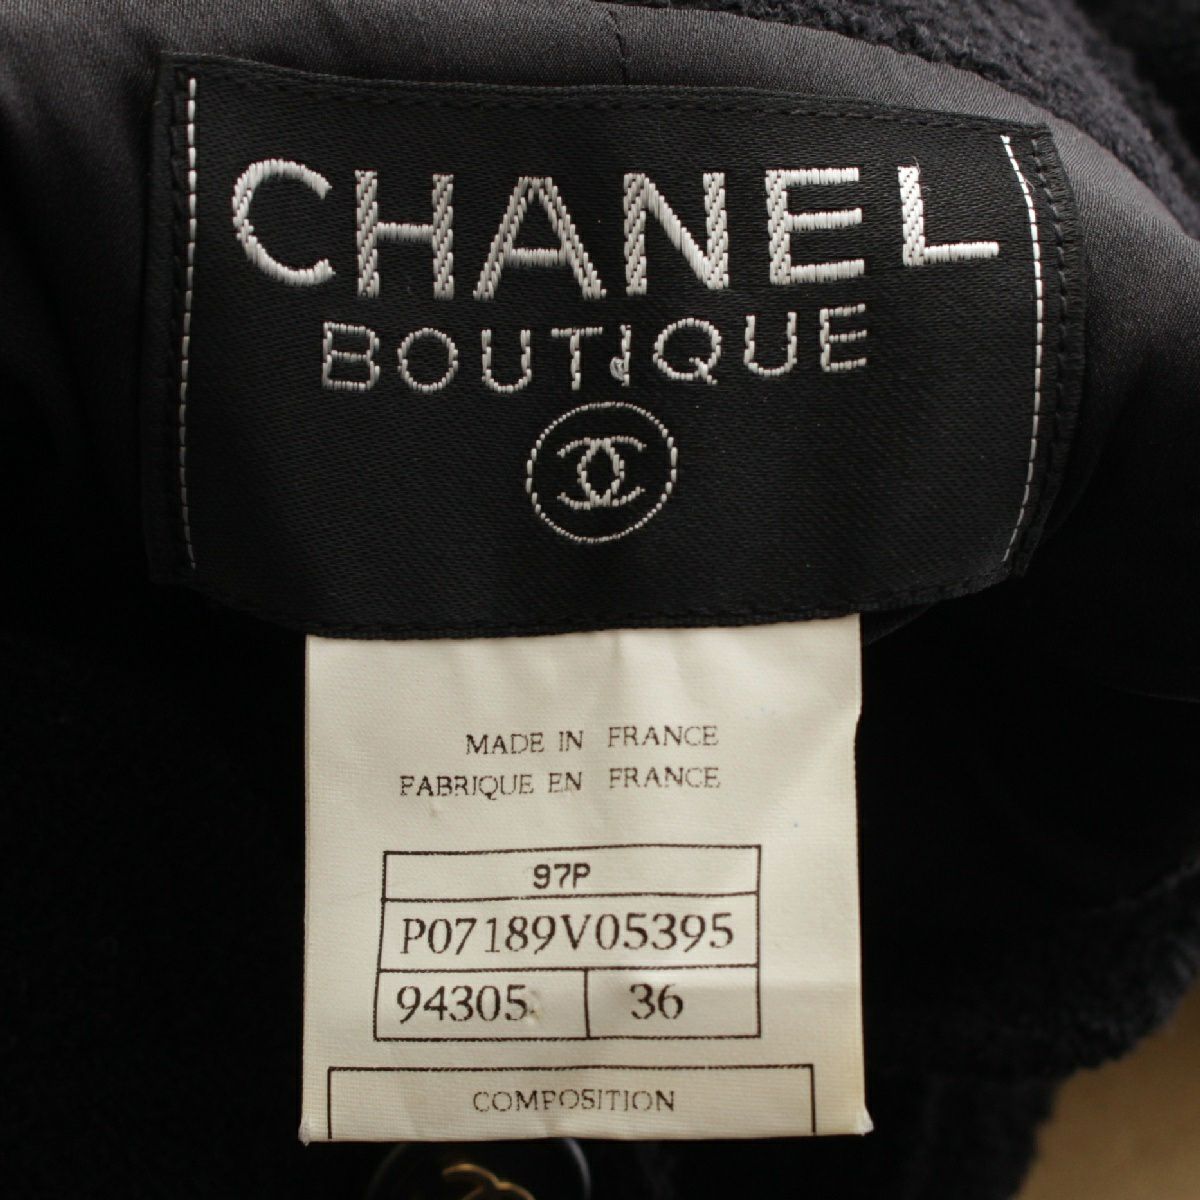 CHANEL
BOUTIQUE
MADE IN FRANCE
FABRIQUE EN FRANCE
97P
P07189V05395
94305 36
COMPOSITION